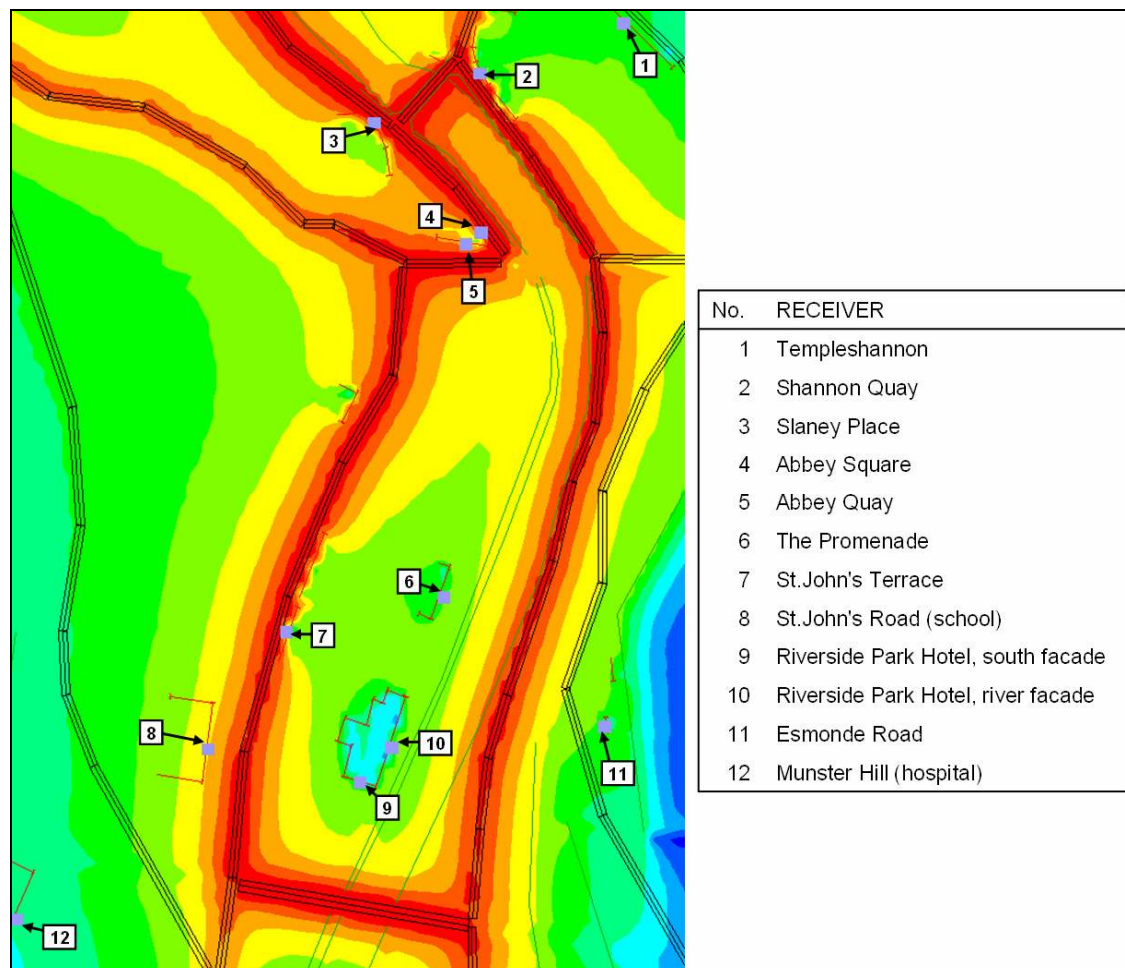 1
2
3
4
5
6
7
8
10
9
11
12
No. RECEIVER
1 Templeshannon
2 Shannon Quay
3 Slaney Place
4 Abbey Square
5 Abbey Quay
6 The Promenade
7 St.John's Terrace
8 St.John's Road (school)
9 Riverside Park Hotel, south facade
10 Riverside Park Hotel, river facade
11 Esmonde Road
12 Munster Hill (hospital)